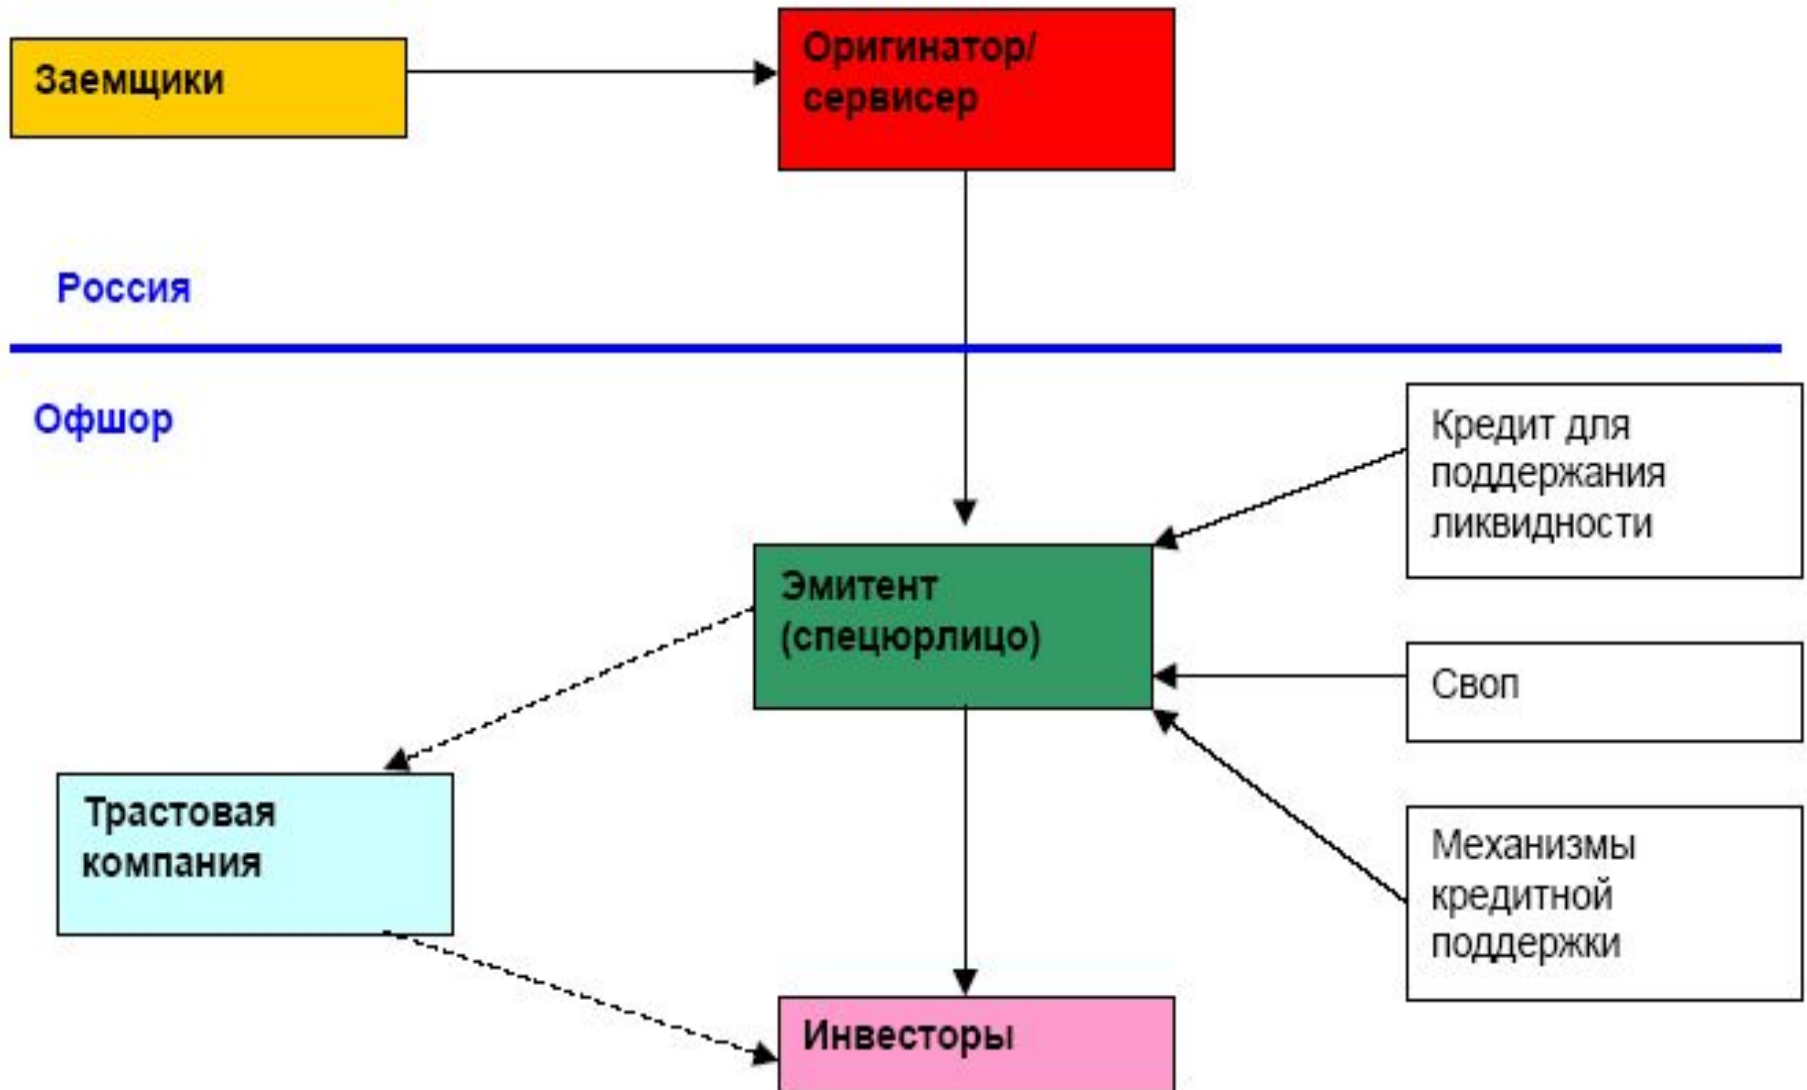 Заемщики
Оригинатор/
сервисер
Россия
Офшор
Кредит для
поддержания
ликвидности
Эмитент
(спецюрлицо)
Своп
Трастовая
компания
Механизмы
кредитной
поддержки
Инвесторы